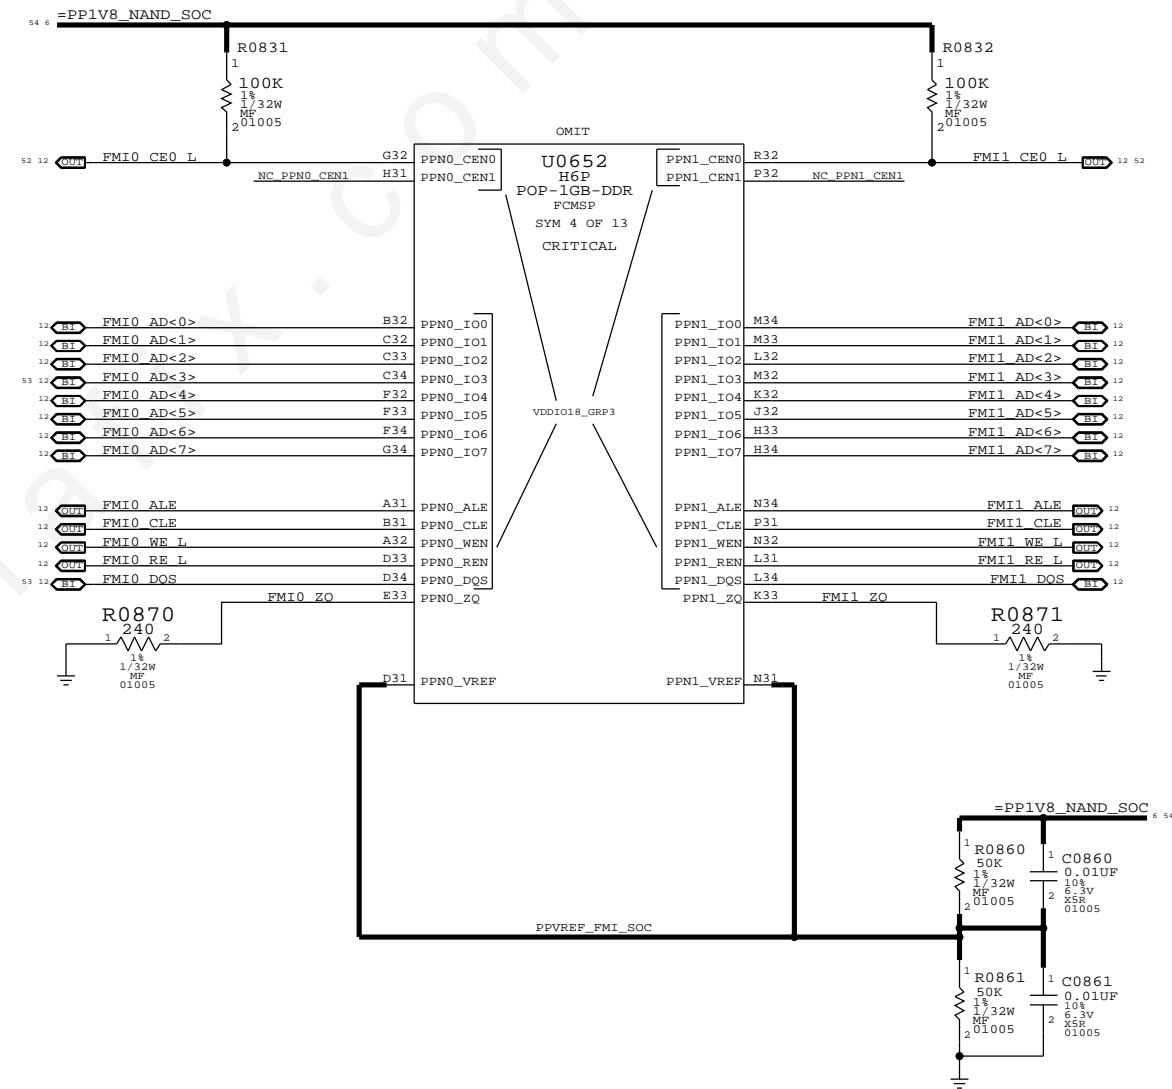 =PP1V8_NAND_SOC
54 6
R0831
1
100K
1%
1/32W
MF
01005
2
R0832
1
100K
1%
1/32W
MF
01005
2
OMIT
U0652
H6P
POP-1GB-DDR
FCMSP
SYM 4 OF 13
CRITICAL
52 12 OUT FMI0_CE0_L G32 PPN0_CEN0 PPN1_CEN0 R32 FMI1_CE0_L OUT 12 52
NC_PPN0_CEN1 H31 PPN0_CEN1 PPN1_CEN1 P32 NC_PPN1_CEN1
12 BI FMI0_AD<0> B32 PPN0_IO0 PPN1_IO0 M34 FMI1_AD<0> BI 12
12 BI FMI0_AD<1> C32 PPN0_IO1 PPN1_IO1 M33 FMI1_AD<1> BI 12
12 BI FMI0_AD<2> C33 PPN0_IO2 PPN1_IO2 L32 FMI1_AD<2> BI 12
53 12 BI FMI0_AD<3> C34 PPN0_IO3 PPN1_IO3 M32 FMI1_AD<3> BI 12
12 BI FMI0_AD<4> F32 PPN0_IO4 PPN1_IO4 K32 FMI1_AD<4> BI 12
12 BI FMI0_AD<5> F33 PPN0_IO5 VDDIO18_GRP3 PPN1_IO5 J32 FMI1_AD<5> BI 12
12 BI FMI0_AD<6> F34 PPN0_IO6 PPN1_IO6 H33 FMI1_AD<6> BI 12
12 BI FMI0_AD<7> G34 PPN0_IO7 PPN1_IO7 H34 FMI1_AD<7> BI 12
12 OUT FMI0_ALE A31 PPN0_ALE PPN1_ALE N34 FMI1_ALE OUT 12
12 OUT FMI0_CLE B31 PPN0_CLE PPN1_CLE P31 FMI1_CLE OUT 12
12 OUT FMI0_WE_L A32 PPN0_WEN PPN1_WEN N32 FMI1_WE_L OUT 12
12 OUT FMI0_RE_L D33 PPN0_REN PPN1_REN L31 FMI1_RE_L OUT 12
53 12 BI FMI0_DQS D34 PPN0_DQS PPN1_DQS L34 FMI1_DQS BI 12
FMI0_ZQ E33 PPN0_ZQ PPN1_ZQ K33 FMI1_ZQ
R0870
240
1 2
1%
1/32W
MF
01005
R0871
240
1 2
1%
1/32W
MF
01005
D31 PPN0_VREF PPN1_VREF N31
=PP1V8_NAND_SOC
6 54
1
R0860
50K
1%
1/32W
MF
01005
2
1
C0860
0.01UF
10%
6.3V
X5R
01005
2
PPVREF_FMI_SOC
1
R0861
50K
1%
1/32W
MF
01005
2
1
C0861
0.01UF
10%
6.3V
X5R
01005
2